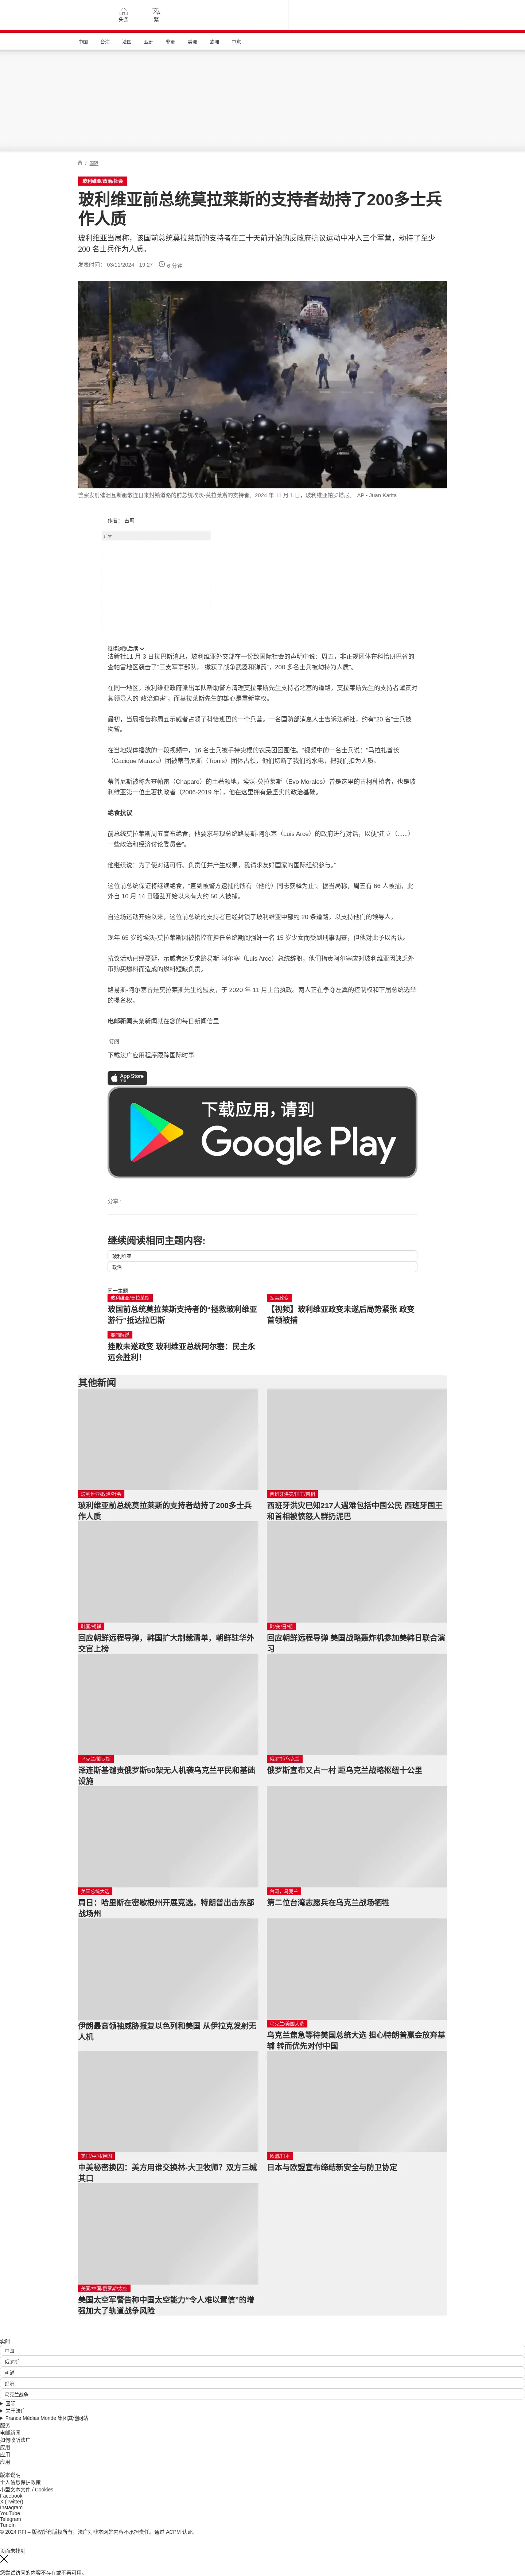 头条
繁
中国
台海
法国
亚洲
非洲
美洲
欧洲
中东
国际
玻利维亚/政治/社会
玻利维亚前总统莫拉莱斯的支持者劫持了200多士兵
作人质
玻利维亚当局称，该国前总统莫拉莱斯的支持者在二十天前开始的反政府抗议运动中冲入三个军营，劫持了至少
200 名士兵作为人质。
发表时间： 03/11/2024 - 19:27
6 分钟
警察发射催泪瓦斯驱散连日来封锁道路的前总统埃沃-莫拉莱斯的支持者。2024 年 11 月 1 日，玻利维亚帕罗塔尼。 AP - Juan Karita
作者： 古莉
广告
继续浏览后续
法新社11 月 3 日拉巴斯消息，玻利维亚外交部在一份致国际社会的声明中说：周五，非正规团体在科恰班巴省的
查帕雷地区袭击了"三支军事部队，"缴获了战争武器和弹药"，200 多名士兵被劫持为人质"。
在同一地区，玻利维亚政府派出军队帮助警方清理莫拉莱斯先生支持者堵塞的道路，莫拉莱斯先生的支持者谴责对
其领导人的"政治迫害"，而莫拉莱斯先生的雄心是重新掌权。
最初，当局报告称周五示威者占领了科恰班巴的一个兵营。一名国防部消息人士告诉法新社，约有"20 名"士兵被
拘留。
在当地媒体播放的一段视频中，16 名士兵被手持尖棍的农民团团围住。"视频中的一名士兵说："马拉扎酋长
（Cacique Maraza）团被蒂普尼斯（Tipnis）团体占领，他们切断了我们的水电，把我们扣为人质。
蒂普尼斯被称为查帕雷（Chapare）的土著领地，埃沃-莫拉莱斯（Evo Morales）曾是这里的古柯种植者，也是玻
利维亚第一位土著执政者（2006-2019 年），他在这里拥有最坚实的政治基础。
绝食抗议
前总统莫拉莱斯周五宣布绝食，他要求与现总统路易斯-阿尔塞（Luis Arce）的政府进行对话，以便"建立（......）
一些政治和经济讨论委员会"。
他继续说：为了使对话可行、负责任并产生成果，我请求友好国家的国际组织参与。"
这位前总统保证将继续绝食，"直到被警方逮捕的所有（他的）同志获释为止"。据当局称，周五有 66 人被捕，此
外自 10 月 14 日骚乱开始以来有大约 50 人被捕。
自这场运动开始以来，这位前总统的支持者已经封锁了玻利维亚中部约 20 条道路，以支持他们的领导人。
现年 65 岁的埃沃-莫拉莱斯因被指控在担任总统期间强奸一名 15 岁少女而受到刑事调查，但他对此予以否认。
抗议活动已经蔓延，示威者还要求路易斯-阿尔塞（Luis Arce）总统辞职，他们指责阿尔塞应对玻利维亚因缺乏外
币购买燃料而造成的燃料短缺负责。
路易斯-阿尔塞曾是莫拉莱斯先生的盟友，于 2020 年 11 月上台执政。两人正在争夺左翼的控制权和下届总统选举
的提名权。
电邮新闻头条新闻就在您的每日新闻信里
订阅
下载法广应用程序跟踪国际时事
App Store
下载应用，请到
Google Play
分享 :
继续阅读相同主题内容:
玻利维亚
政治
同一主题
玻利维亚/莫拉莱斯
玻国前总统莫拉莱斯支持者的"拯救玻利维亚
游行"抵达拉巴斯
军事政变
【视频】玻利维亚政变未遂后局势紧张 政变
首领被捕
要闻解说
挫败未遂政变 玻利维亚总统阿尔塞：民主永
远会胜利！
其他新闻
玻利维亚/政治/社会
玻利维亚前总统莫拉莱斯的支持者劫持了200多士兵
作人质
西班牙洪灾/国王/首相
西班牙洪灾已知217人遇难包括中国公民 西班牙国王
和首相被愤怒人群扔泥巴
韩国/朝鲜
回应朝鲜远程导弹，韩国扩大制裁清单，朝鲜驻华外
交官上榜
韩/美/日/朝
回应朝鲜远程导弹 美国战略轰炸机参加美韩日联合演
习
乌克兰/俄罗斯
泽连斯基谴责俄罗斯50架无人机袭乌克兰平民和基础
设施
俄罗斯/乌克兰
俄罗斯宣布又占一村 距乌克兰战略枢纽十公里
美国总统大选
周日：哈里斯在密歇根州开展竞选，特朗普出击东部
战场州
台湾，乌克兰
第二位台湾志愿兵在乌克兰战场牺牲
伊朗最高领袖威胁报复以色列和美国 从伊拉克发射无
人机
乌克兰/美国大选
乌克兰焦急等待美国总统大选 担心特朗普赢会放弃基
辅 转而优先对付中国
美国/中国/换囚
中美秘密换囚：美方用谁交换林-大卫牧师？双方三缄
其口
欧盟/日本
日本与欧盟宣布缔结新安全与防卫协定
美国/中国/俄罗斯/太空
美国太空军警告称中国太空能力"令人难以置信"的增
强加大了轨道战争风险
实时
中国
俄罗斯
朝鲜
经济
乌克兰战争
国际
关于法广
France Médias Monde 集团其他网站
服务
电邮新闻
如何收听法广
应用
应用
应用
版本说明
个人信息保护政策
小型文本文件 / Cookies
Facebook
X (Twitter)
Instagram
YouTube
Telegram
TuneIn
© 2024 RFI – 版权所有版权所有。法广对非本网站内容不承担责任。通过 ACPM 认证。
页面未找到
您尝试访问的内容不存在或不再可用。